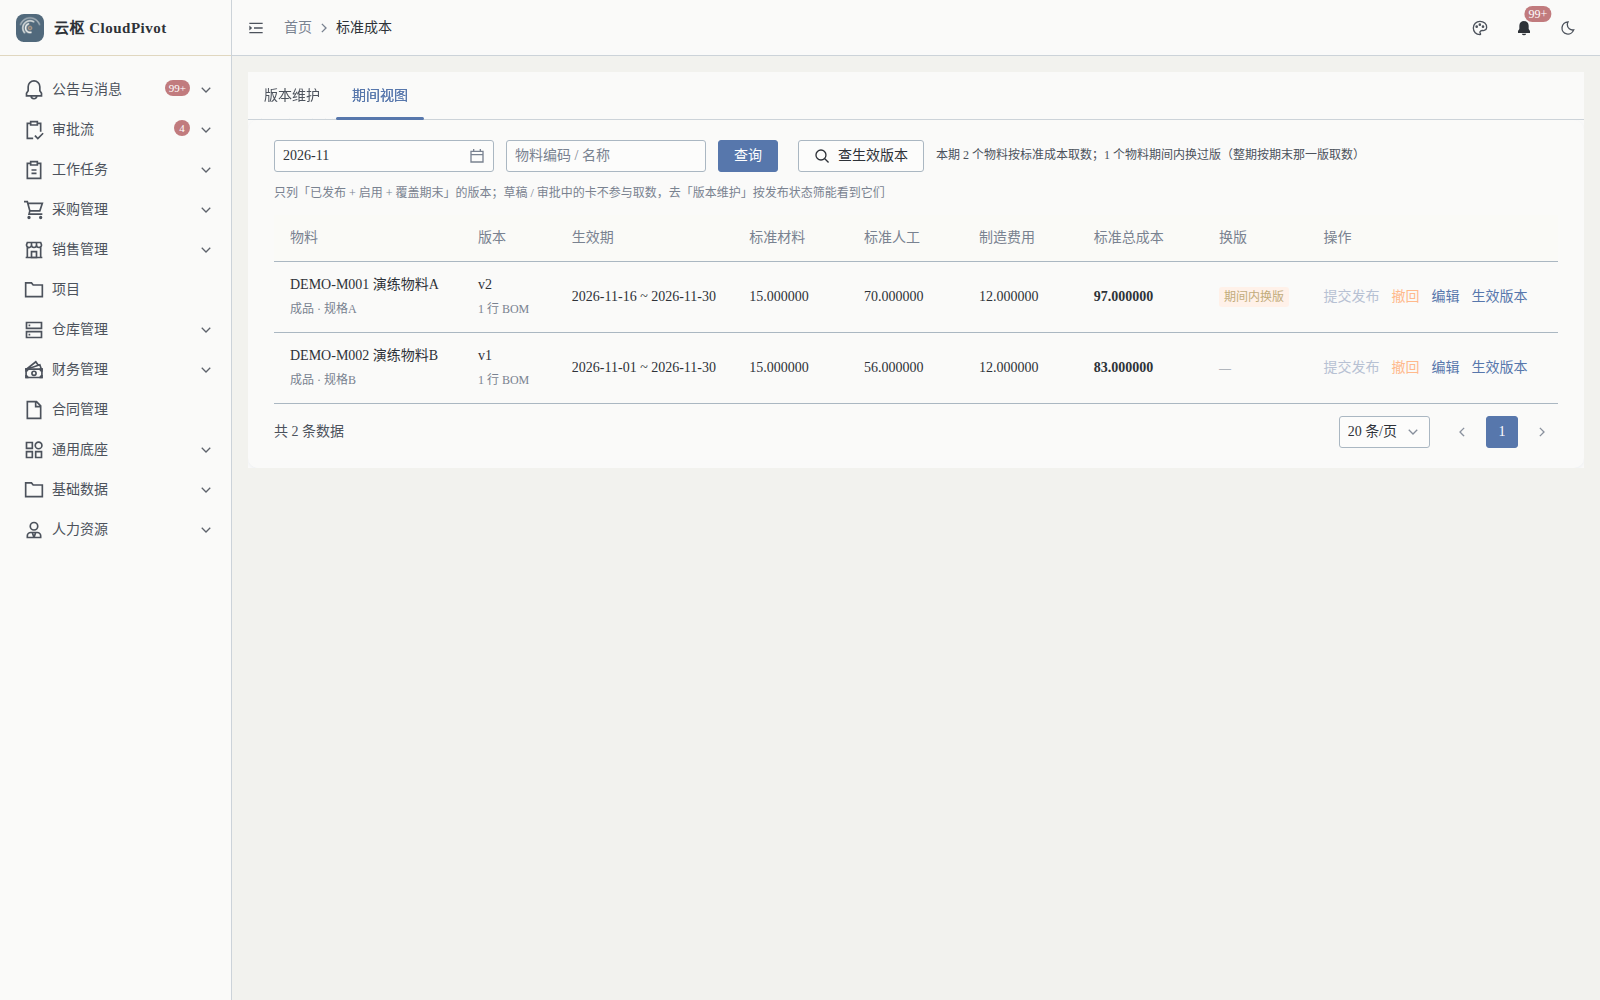 云枢 CloudPivot
首页 > 标准成本
99+
公告与消息 99+
审批流 4
工作任务
采购管理
销售管理
项目
仓库管理
财务管理
合同管理
通用底座
基础数据
人力资源
版本维护 期间视图
2026-11 物料编码 / 名称 查询 查生效版本 本期 2 个物料按标准成本取数；1 个物料期间内换过版（整期按期末那一版取数）
只列「已发布 + 启用 + 覆盖期末」的版本；草稿 / 审批中的卡不参与取数，去「版本维护」按发布状态筛能看到它们
物料 版本 生效期 标准材料 标准人工 制造费用 标准总成本 换版 操作
DEMO-M001 演练物料A v2 2026-11-16 ~ 2026-11-30 15.000000 70.000000 12.000000 97.000000 期间内换版 提交发布 撤回 编辑 生效版本
成品 · 规格A 1 行 BOM
DEMO-M002 演练物料B v1 2026-11-01 ~ 2026-11-30 15.000000 56.000000 12.000000 83.000000 — 提交发布 撤回 编辑 生效版本
成品 · 规格B 1 行 BOM
共 2 条数据 20 条/页 1